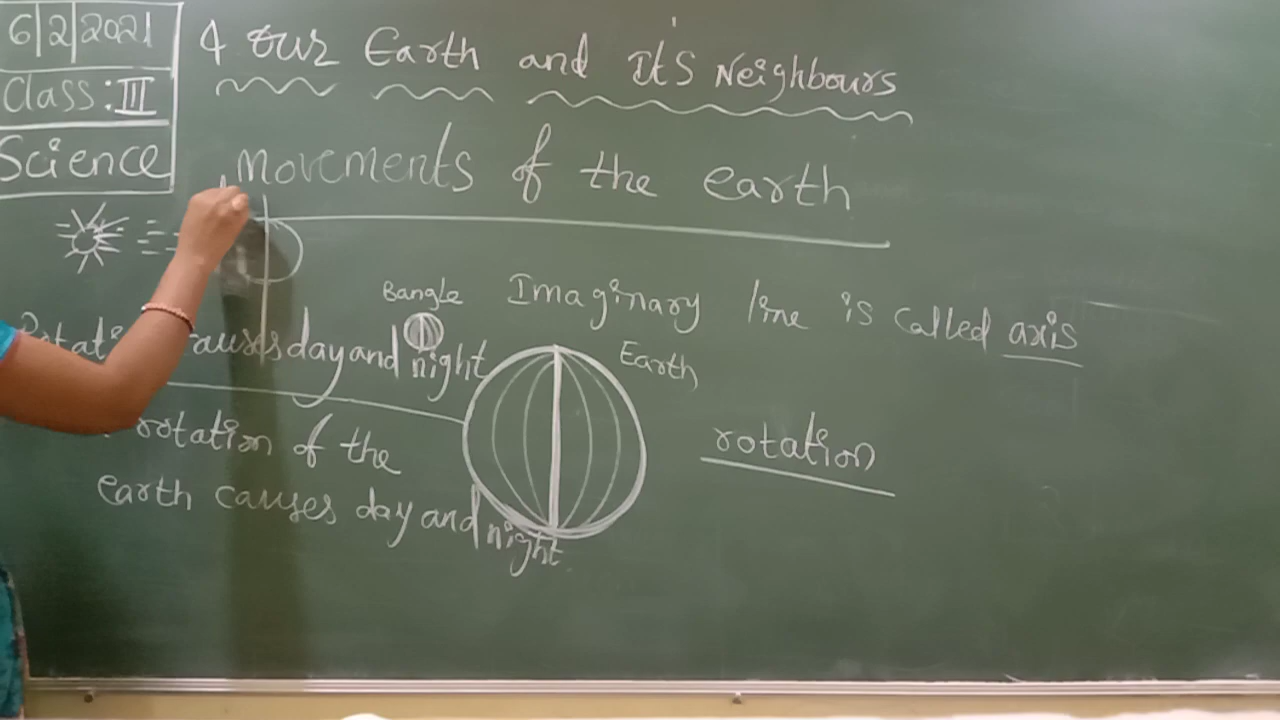 6/2/2021
Class: III
Science
4 Our Earth and It's Neighbours
Movements of the earth
Bangle
Imaginary line is called axis
Earth
causes day and night
rotation
rotation of the
earth causes day and night.